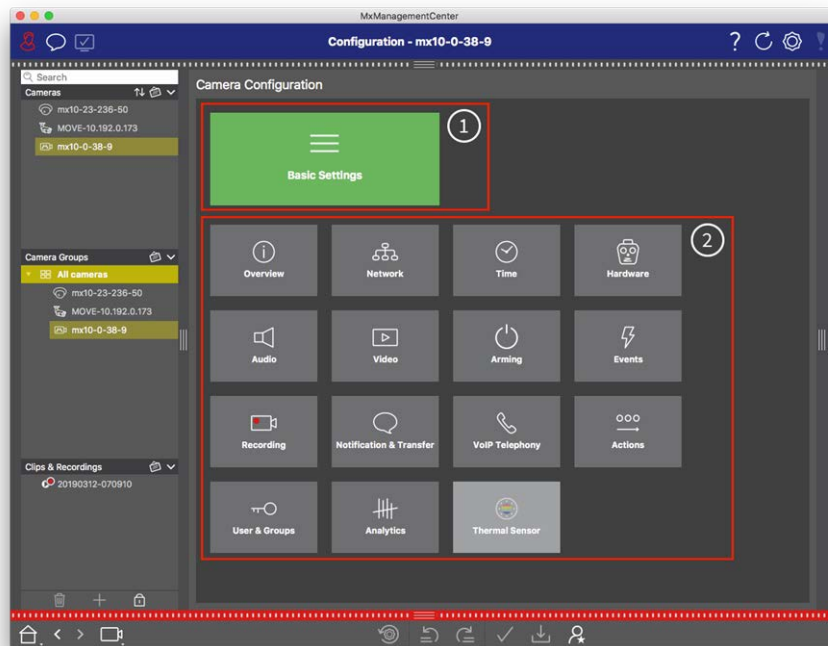 MxManagementCenter
Configuration - mx10-0-38-9
?
Search
Cameras
mx10-23-236-50
MOVE-10.192.0.173
mx10-0-38-9
Camera Groups
All cameras
mx10-23-236-50
MOVE-10.192.0.173
mx10-0-38-9
Clips & Recordings
20190312-070910
Camera Configuration
Basic Settings
1
2
Overview
Network
Time
Hardware
Audio
Video
Arming
Events
Recording
Notification & Transfer
VoIP Telephony
Actions
User & Groups
Analytics
Thermal Sensor